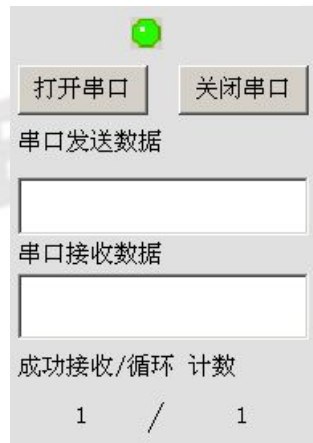 打开串口 关闭串口
串口发送数据
串口接收数据
成功接收/循环 计数
1 / 1